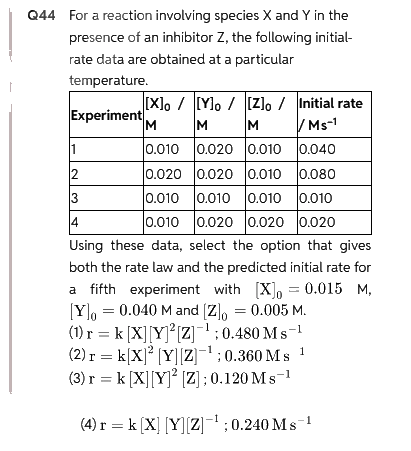 Q44 For a reaction involving species X and Y in the
presence of an inhibitor Z, the following initial-
rate data are obtained at a particular
temperature.
Experiment [X]₀ / M [Y]₀ / M [Z]₀ / M Initial rate / Ms⁻¹
1 0.010 0.020 0.010 0.040
2 0.020 0.020 0.010 0.080
3 0.010 0.010 0.010 0.010
4 0.010 0.020 0.020 0.020
Using these data, select the option that gives
both the rate law and the predicted initial rate for
a fifth experiment with [X]₀ = 0.015 M,
[Y]₀ = 0.040 M and [Z]₀ = 0.005 M.
(1) r = k [X][Y]²[Z]⁻¹ ; 0.480 M s⁻¹
(2) r = k[X]² [Y][Z]⁻¹ ; 0.360 M s ¹
(3) r = k [X][Y]² [Z] ; 0.120 M s⁻¹
(4) r = k [X] [Y][Z]⁻¹ ; 0.240 M s⁻¹